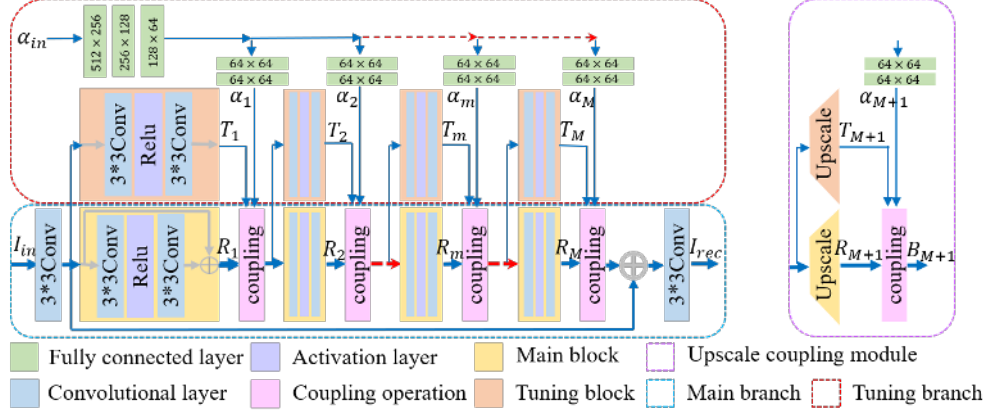 α_in
512 × 256
256 × 128
128 × 64
64 × 64
64 × 64
α_1
64 × 64
64 × 64
α_2
64 × 64
64 × 64
α_m
64 × 64
64 × 64
α_M
64 × 64
64 × 64
α_{M+1}
3*3Conv
Relu
3*3Conv
T_1
T_2
T_m
T_M
Upscale
T_{M+1}
I_in
3*3Conv
3*3Conv
Relu
3*3Conv
R_1
coupling
R_2
coupling
R_m
coupling
R_M
coupling
3*3Conv
I_rec
Upscale
R_{M+1}
coupling
B_{M+1}
Fully connected layer
Activation layer
Main block
Upscale coupling module
Convolutional layer
Coupling operation
Tuning block
Main branch
Tuning branch